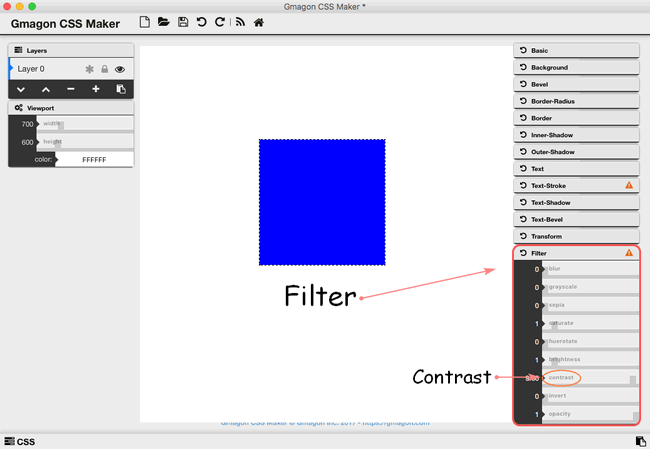 Gmagon CSS Maker *
Gmagon CSS Maker
Layers
Layer 0
Viewport
700 width
600 height
color: FFFFFF
Filter
Contrast
Gmagon CSS Maker © Gmagon Inc. 2017 - https://gmagon.com
Basic
Background
Bevel
Border-Radius
Border
Inner-Shadow
Outer-Shadow
Text
Text-Stroke
Text-Shadow
Text-Bevel
Transform
Filter
0 blur
0 grayscale
0 sepia
1 saturate
0 huerotate
1 brightness
contrast
0 invert
1 opacity
CSS